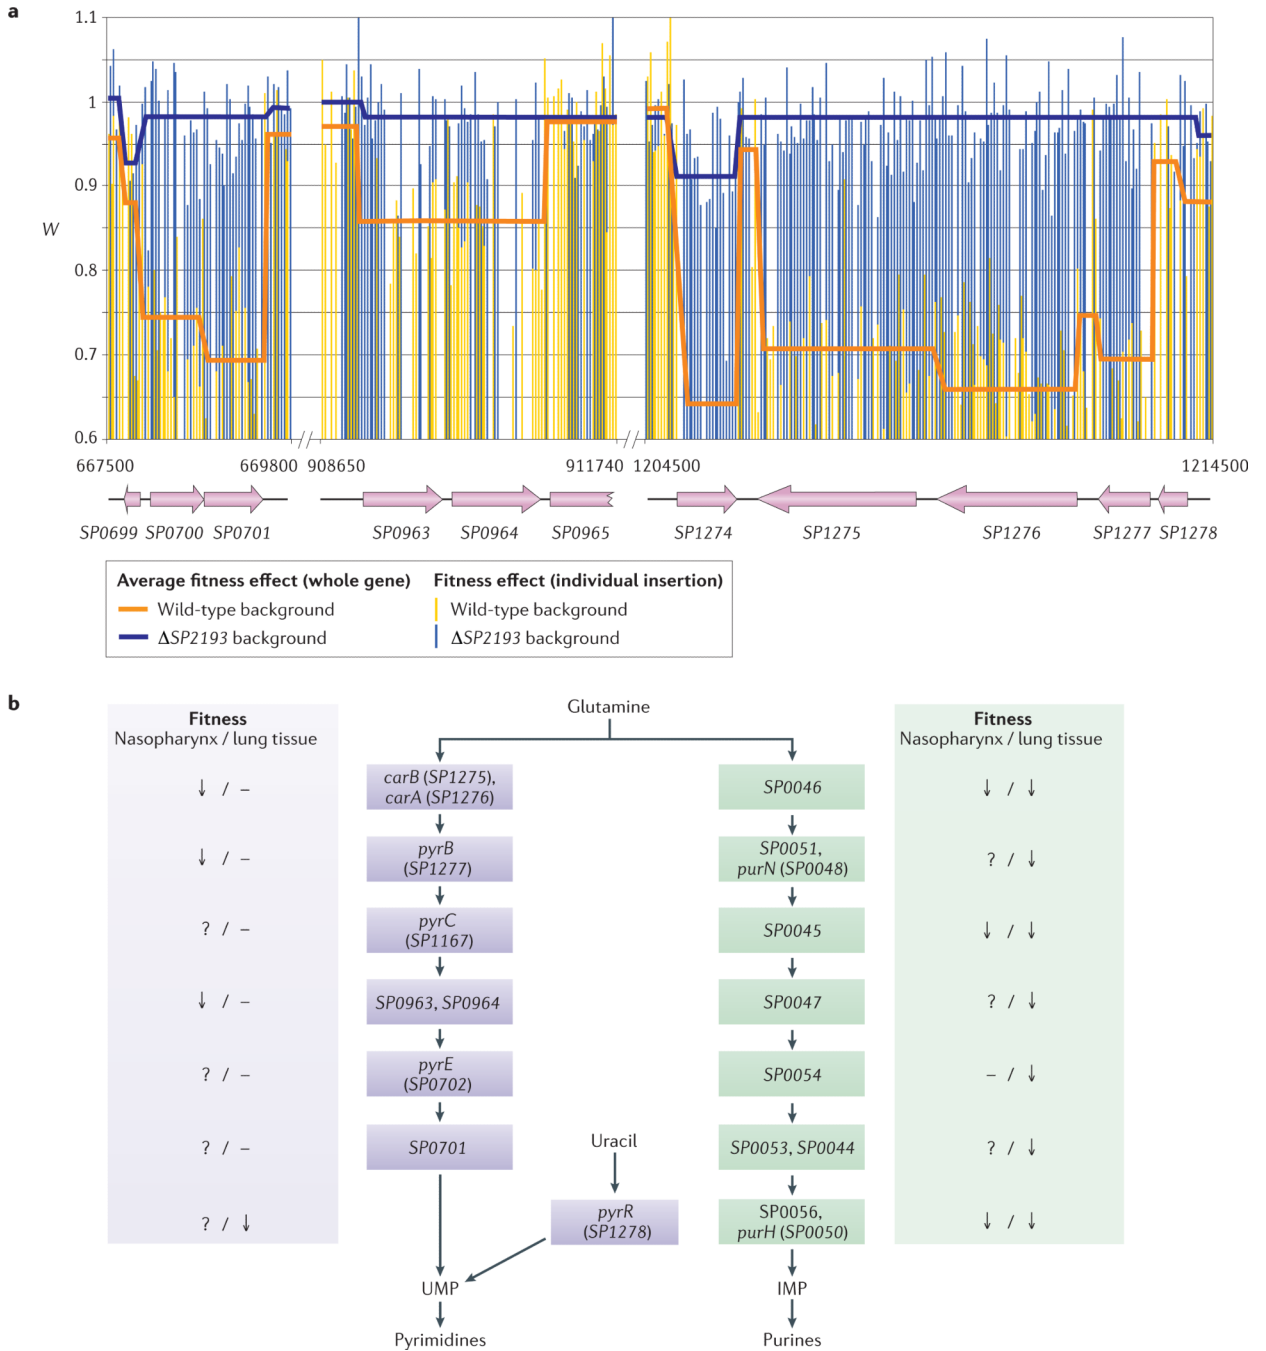 a
1.1
1
0.9
W
0.8
0.7
0.6
667500 669800 908650 911740 1204500 1214500
SP0699 SP0700 SP0701 SP0963 SP0964 SP0965 SP1274 SP1275 SP1276 SP1277 SP1278
Average fitness effect (whole gene) Fitness effect (individual insertion)
Wild-type background Wild-type background
ΔSP2193 background ΔSP2193 background
b
Glutamine
Fitness
Nasopharynx / lung tissue
↓ / –
↓ / –
? / –
↓ / –
? / –
? / –
? / ↓
carB (SP1275),
carA (SP1276)
pyrB
(SP1277)
pyrC
(SP1167)
SP0963, SP0964
pyrE
(SP0702)
SP0701
Uracil
pyrR
(SP1278)
UMP
Pyrimidines
SP0046
SP0051,
purN (SP0048)
SP0045
SP0047
SP0054
SP0053, SP0044
SP0056,
purH (SP0050)
IMP
Purines
Fitness
Nasopharynx / lung tissue
↓ / ↓
? / ↓
↓ / ↓
? / ↓
– / ↓
? / ↓
↓ / ↓